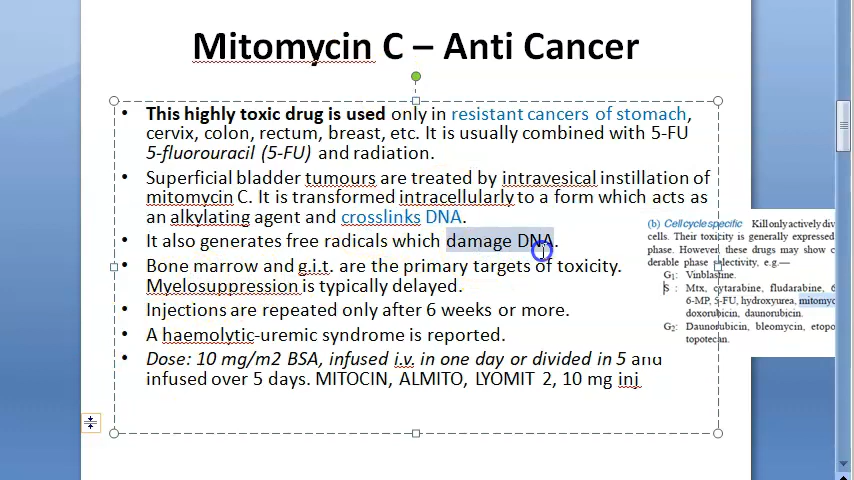 Mitomycin C – Anti Cancer
• This highly toxic drug is used only in resistant cancers of stomach,
cervix, colon, rectum, breast, etc. It is usually combined with 5-FU
5-fluorouracil (5-FU) and radiation.
• Superficial bladder tumours are treated by intravesical instillation of
mitomycin C. It is transformed intracellularly to a form which acts as
an alkylating agent and crosslinks DNA.
• It also generates free radicals which damage DNA.
• Bone marrow and g.i.t. are the primary targets of toxicity.
Myelosuppression is typically delayed.
• Injections are repeated only after 6 weeks or more.
• A haemolytic-uremic syndrome is reported.
• Dose: 10 mg/m2 BSA, infused i.v. in one day or divided in 5 and
infused over 5 days. MITOCIN, ALMITO, LYOMIT 2, 10 mg inj
(b) Cell cycle specific Kill only actively div
cells. Their toxicity is generally expressed
phase. However, these drugs may show c
derable phase selectivity, e.g.—
G1: Vinblastine.
S : Mtx, cytarabine, fludarabine, 6
6-MP, 5-FU, hydroxyurea, mitomyc
doxorubicin, daunorubicin.
G2: Daunorubicin, bleomycin, etopo
topotecan.